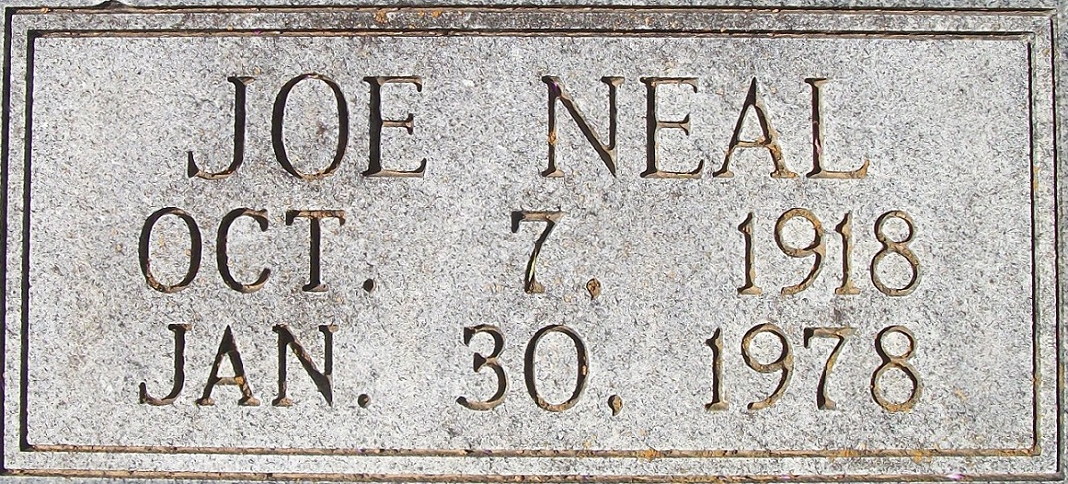 JOE NEAL
OCT. 7, 1918
JAN. 30, 1978